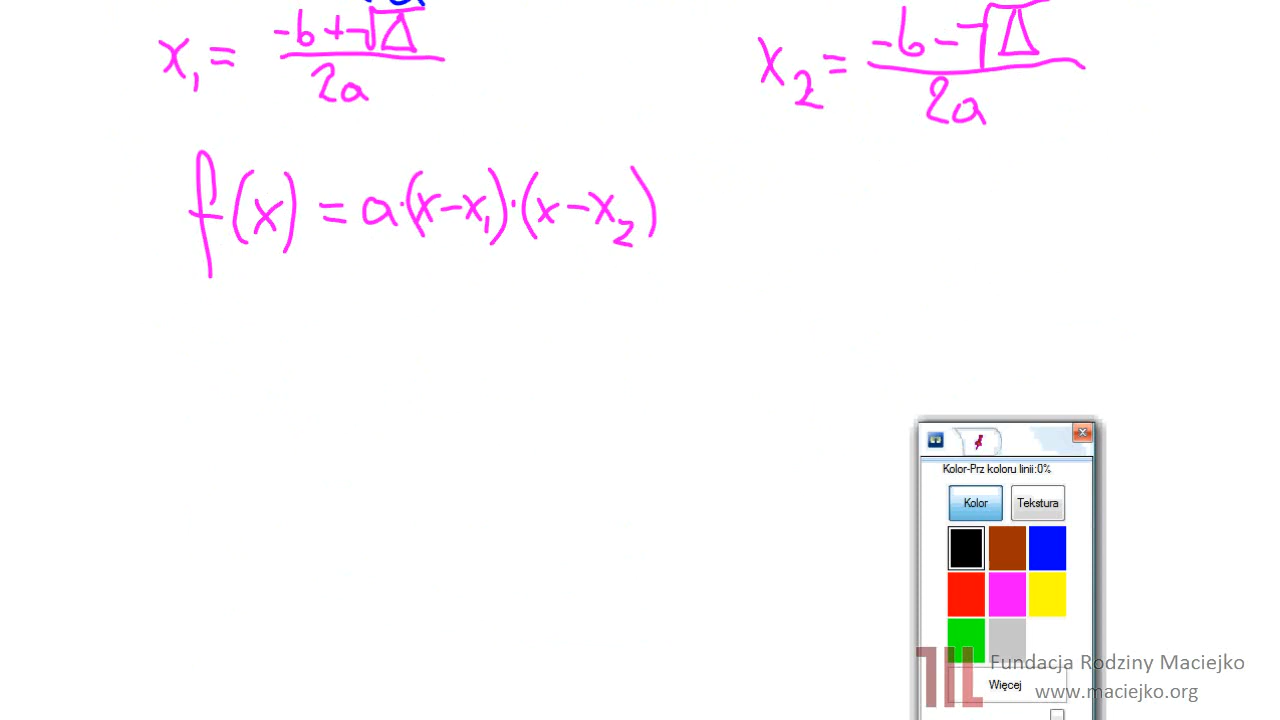 x₁ = (-b + √Δ) / 2a
x₂ = (-b - √Δ) / 2a
f(x) = a·(x-x₁)·(x-x₂)
Kolor-Prz koloru linii:0%
Kolor Tekstura
Więcej
Fundacja Rodziny Maciejko
www.maciejko.org